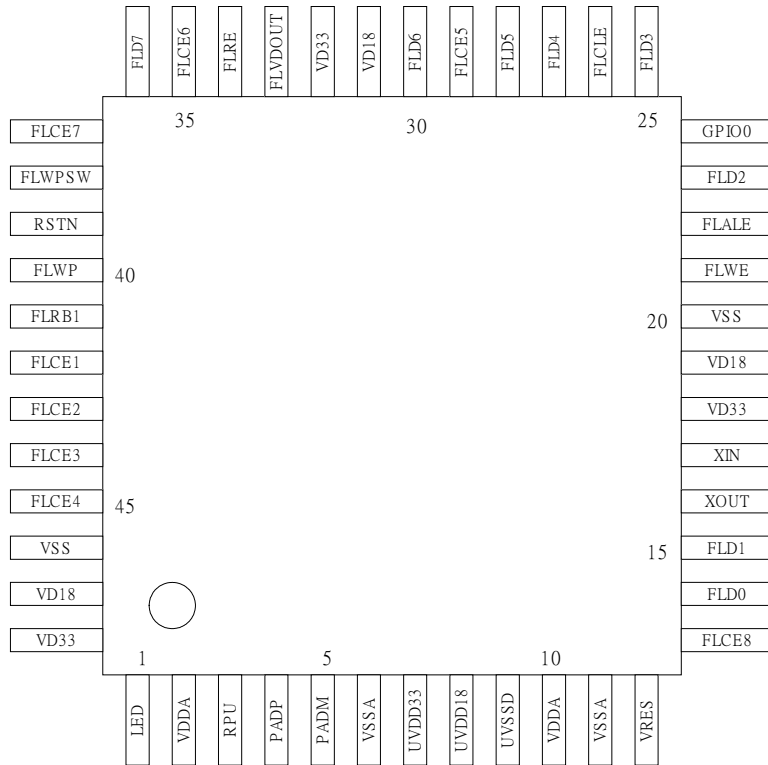 FLD7
FLCE6
FLRE
FLVDOUT
VD33
VD18
FLD6
FLCE5
FLD5
FLD4
FLCLE
FLD3
35
30
25
FLCE7
GPIO0
FLWPSW
FLD2
RSTN
FLALE
FLWP
40
FLWE
FLRB1
20
VSS
FLCE1
VD18
FLCE2
VD33
FLCE3
XIN
FLCE4
45
XOUT
VSS
15
FLD1
VD18
FLD0
VD33
FLCE8
1
5
10
LED
VDDA
RPU
PADP
PADM
VSSA
UVDD33
UVDD18
UVSSD
VDDA
VSSA
VRES